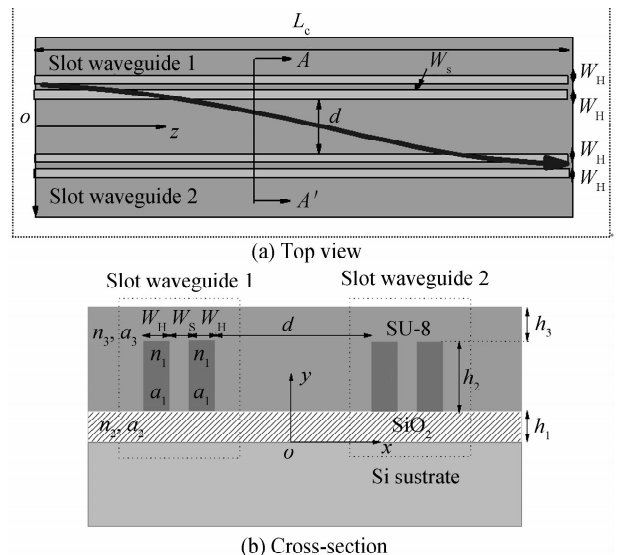 L_c
Slot waveguide 1
A
W_s
W_H
W_H
o
z
d
W_H
W_H
Slot waveguide 2
A′
(a) Top view
Slot waveguide 1
Slot waveguide 2
W_H W_S W_H
d
SU-8
h_3
n_3, a_3
n_1
n_1
h_2
a_1
a_1
y
n_2, a_2
SiO_2
h_1
o
x
Si sustrate
(b) Cross-section